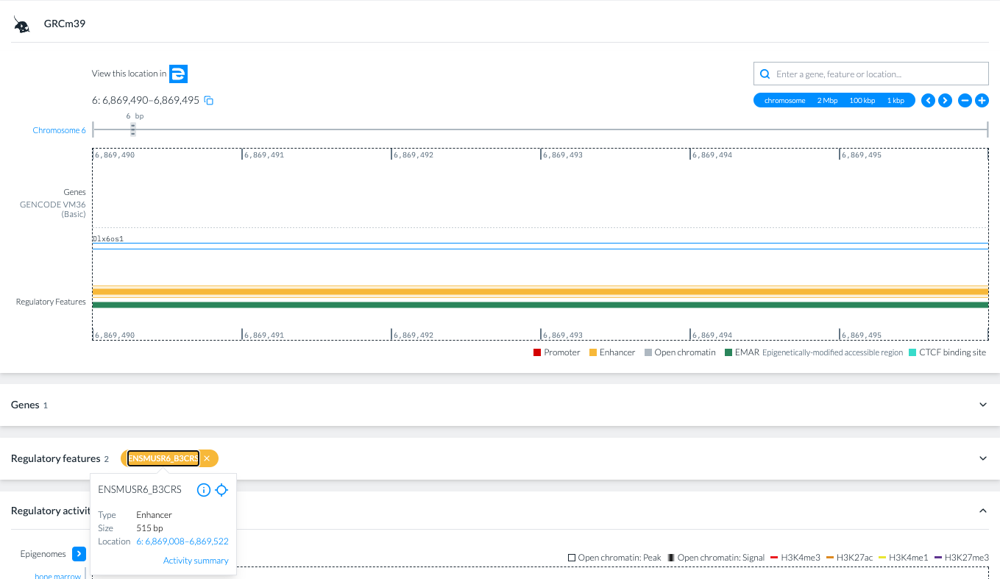 GRCm39
View this location in
Enter a gene, feature or location...
6: 6,869,490–6,869,495
chromosome 2 Mbp 100 kbp 1 kbp
6 bp
Chromosome 6
6,869,490 6,869,491 6,869,492 6,869,493 6,869,494 6,869,495
Genes
GENCODE VM36
(Basic)
Dlx6os1
Regulatory Features
6,869,490 6,869,491 6,869,492 6,869,493 6,869,494 6,869,495
Promoter Enhancer Open chromatin EMAR Epigenetically-modified accessible region CTCF binding site
Genes 1
Regulatory features 2 ENSMUSR6_B3CRS
ENSMUSR6_B3CRS
Regulatory activit
Type Enhancer
Size 515 bp
Location 6: 6,869,008–6,869,522
Activity summary
Epigenomes
Open chromatin: Peak Open chromatin: Signal H3K4me3 H3K27ac H3K4me1 H3K27me3
bone marrow